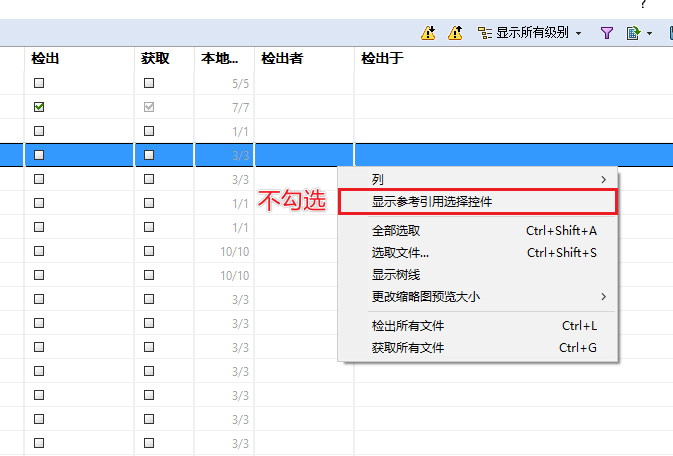 ?
显示所有级别
检出 获取 本地... 检出者 检出于
5/5
7/7
1/1
3/3
3/3
列
不勾选
1/1
显示参考引用选择控件
1/1
全部选取 Ctrl+Shift+A
10/10
选取文件... Ctrl+Shift+S
10/10
显示树线
3/3
更改缩略图预览大小
3/3
检出所有文件 Ctrl+L
3/3
获取所有文件 Ctrl+G
3/3
3/3
3/3
3/3